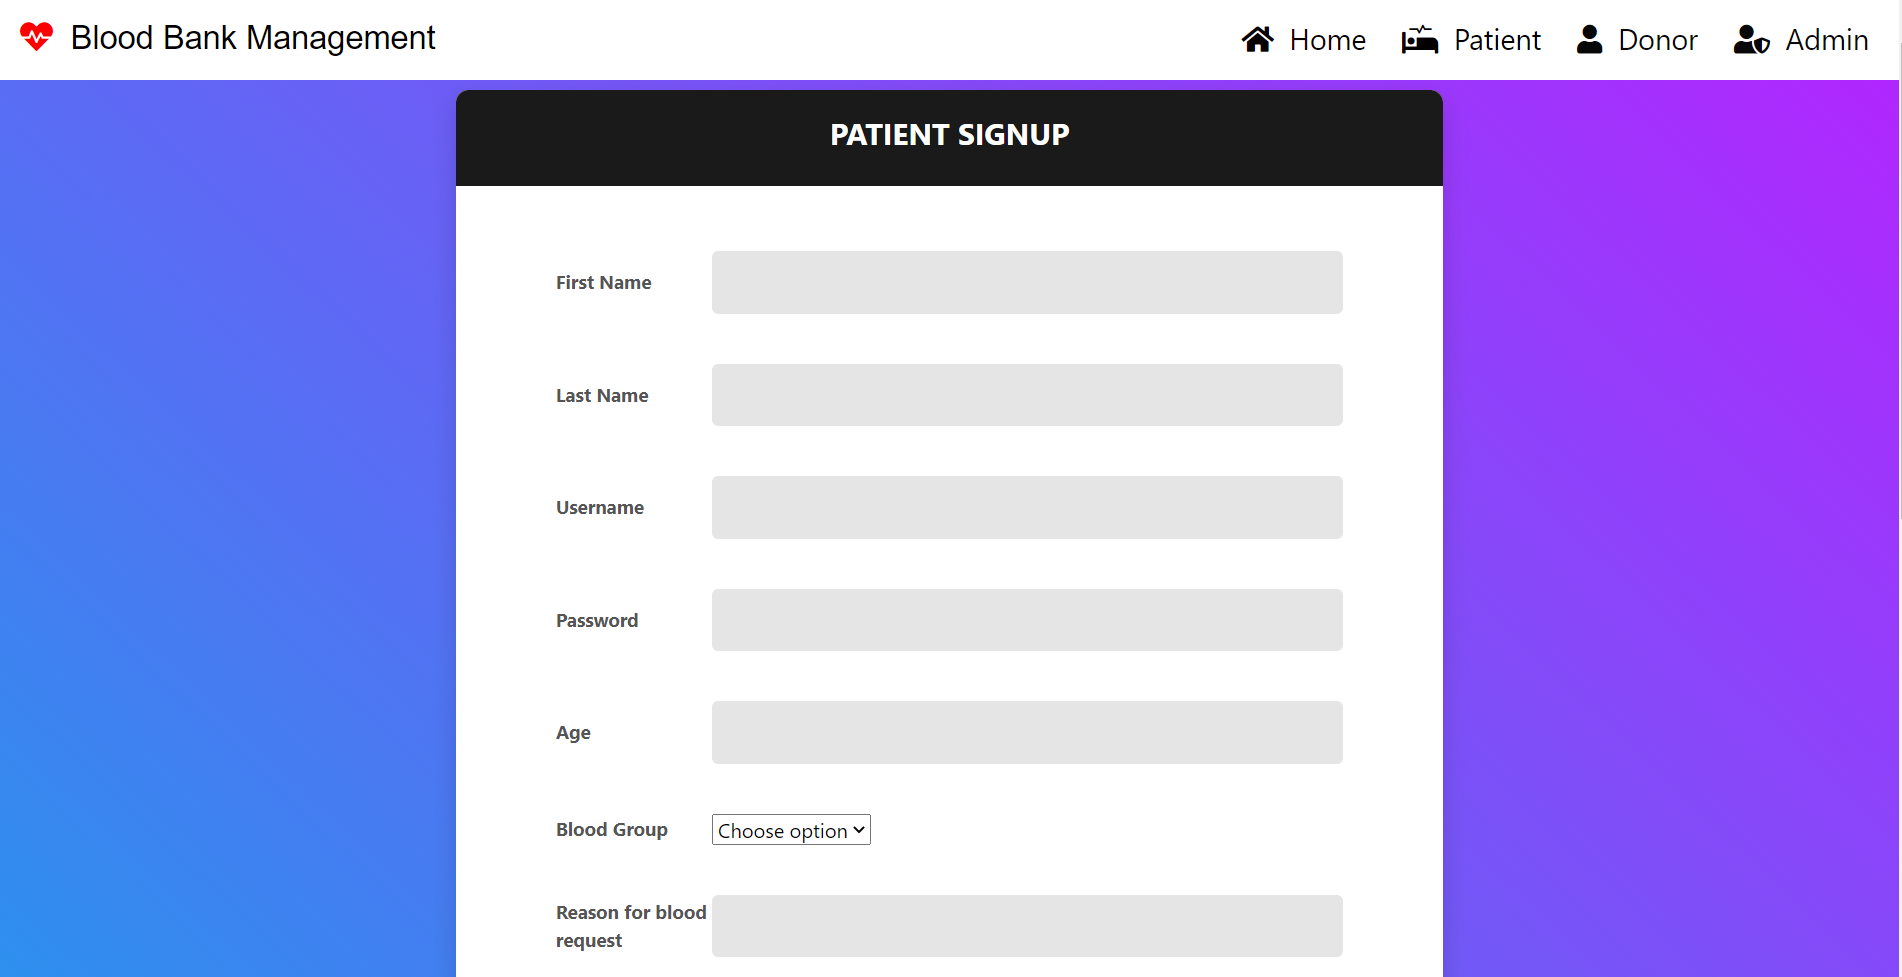 Blood Bank Management
Home Patient Donor Admin
PATIENT SIGNUP
First Name
Last Name
Username
Password
Age
Blood Group Choose option
Reason for blood
request